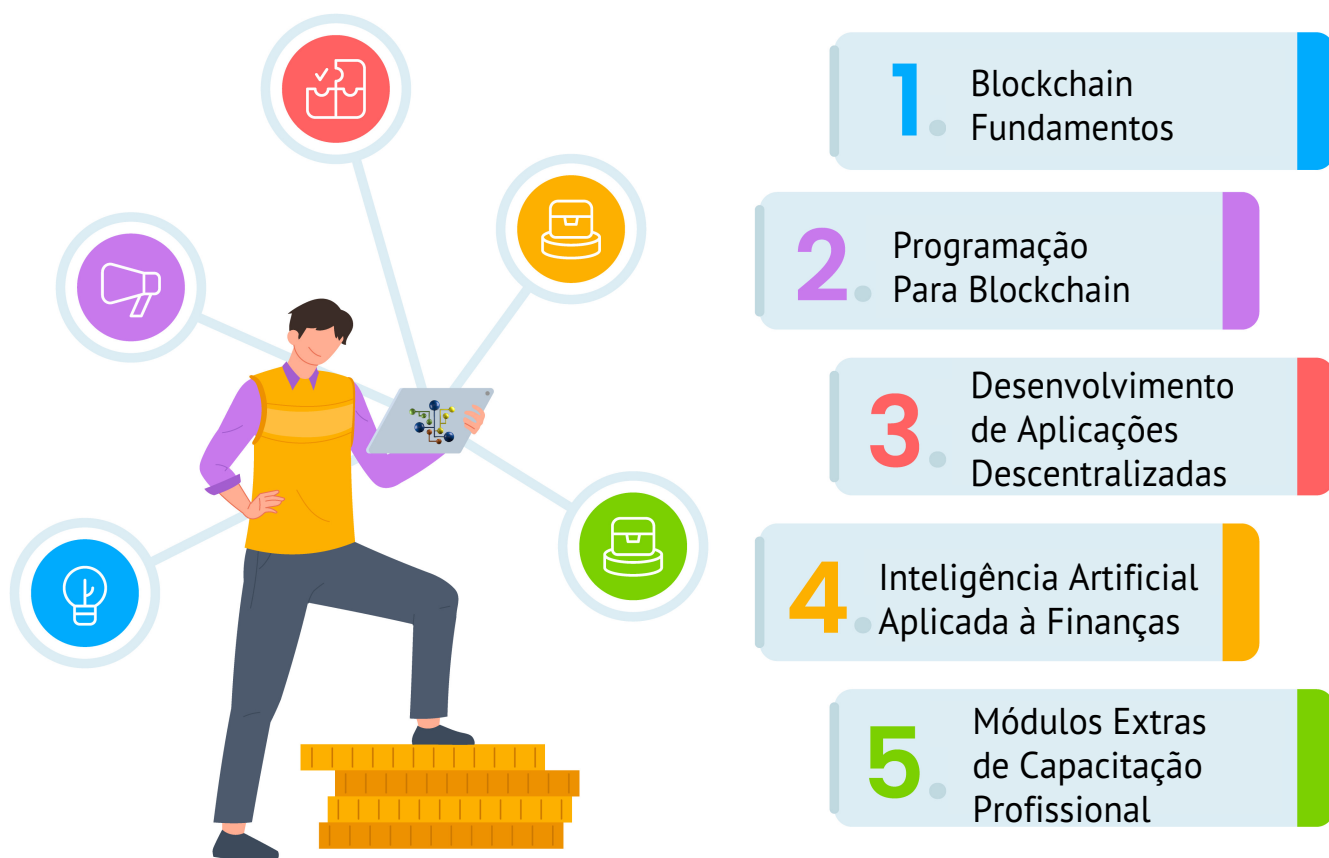 1. Blockchain
Fundamentos
2. Programação
Para Blockchain
3. Desenvolvimento
de Aplicações
Descentralizadas
4. Inteligência Artificial
Aplicada à Finanças
5. Módulos Extras
de Capacitação
Profissional